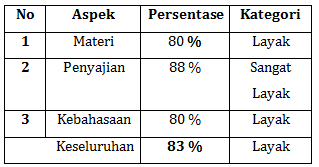 No Aspek Persentase Kategori
1 Materi 80 % Layak
2 Penyajian 88 % Sangat
Layak
3 Kebahasaan 80 % Layak
Keseluruhan 83 % Layak